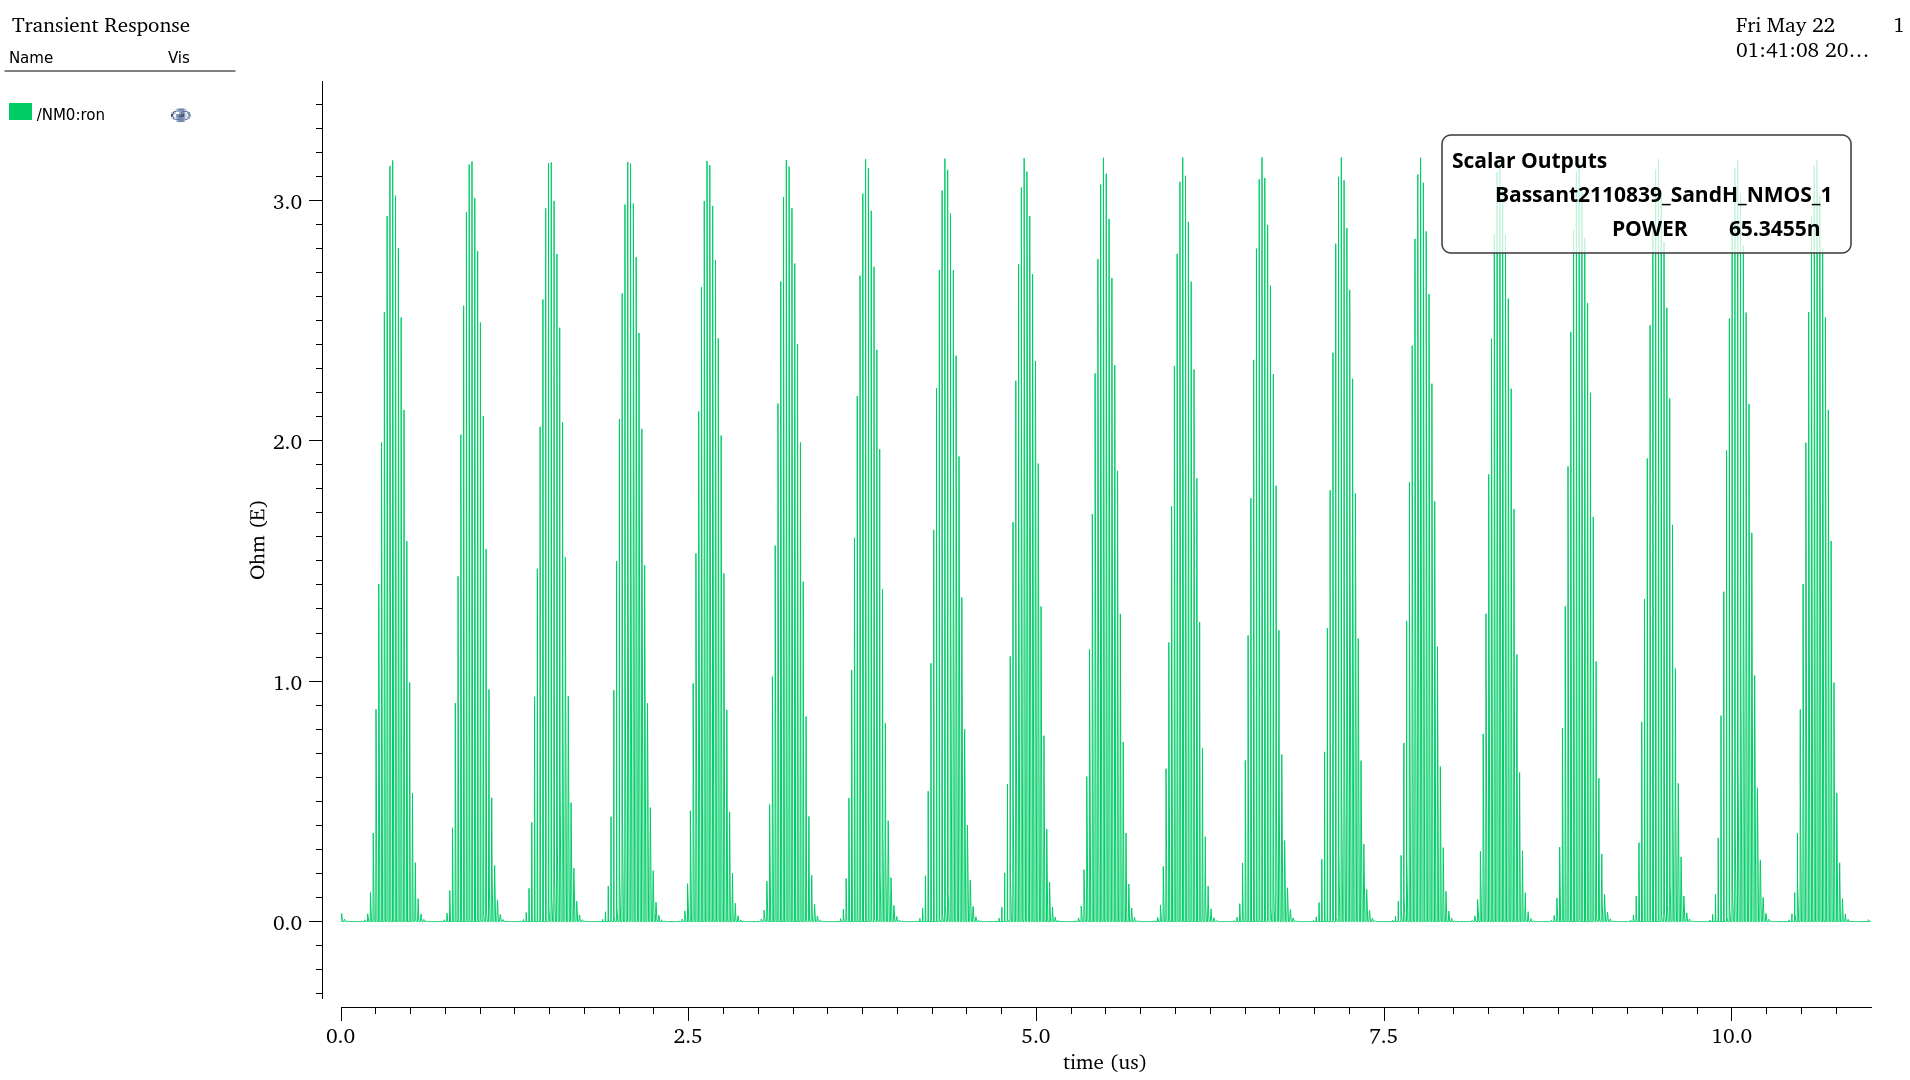 Transient Response
Fri May 22 1
01:41:08 20...
Name Vis
/NM0:ron
Scalar Outputs
Bassant2110839_SandH_NMOS_1
POWER 65.3455n
3.0
2.0
1.0
0.0
Ohm (E)
0.0 2.5 5.0 7.5 10.0
time (us)